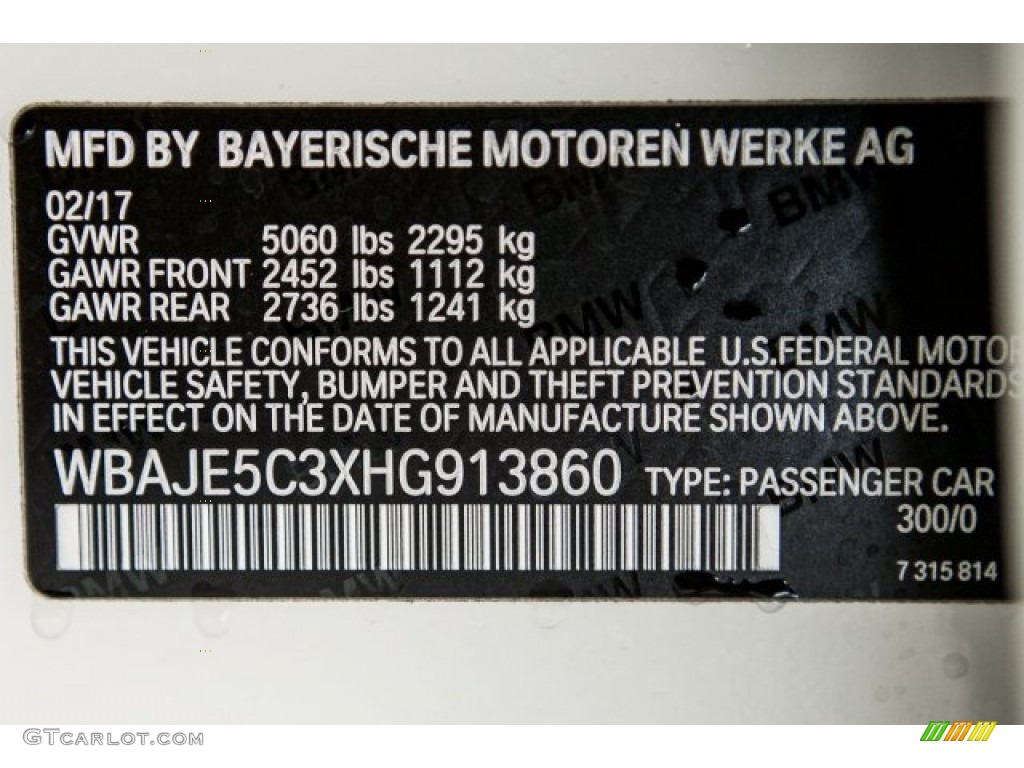 MFD BY BAYERISCHE MOTOREN WERKE AG
02/17
GVWR 5060 lbs 2295 kg
GAWR FRONT 2452 lbs 1112 kg
GAWR REAR 2736 lbs 1241 kg
THIS VEHICLE CONFORMS TO ALL APPLICABLE U.S.FEDERAL MOTOR
VEHICLE SAFETY, BUMPER AND THEFT PREVENTION STANDARDS
IN EFFECT ON THE DATE OF MANUFACTURE SHOWN ABOVE.
WBAJE5C3XHG913860 TYPE: PASSENGER CAR
300/0
7 315 814
GTCARLOT.COM